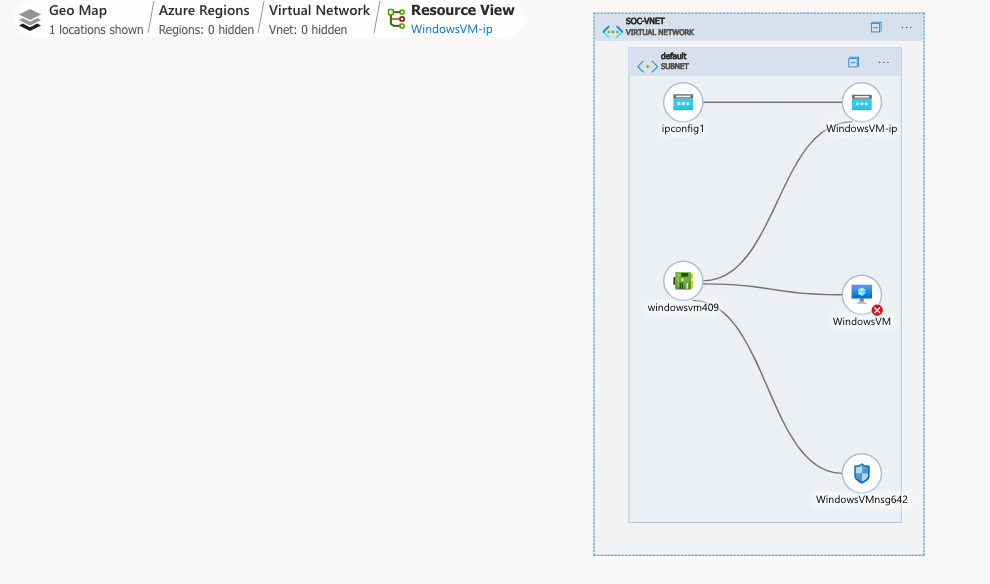 Geo Map
1 locations shown
Azure Regions
Regions: 0 hidden
Virtual Network
Vnet: 0 hidden
Resource View
WindowsVM-ip
SOC-VNET
VIRTUAL NETWORK
default
SUBNET
ipconfig1
WindowsVM-ip
windowsvm409
WindowsVM
WindowsVMnsg642